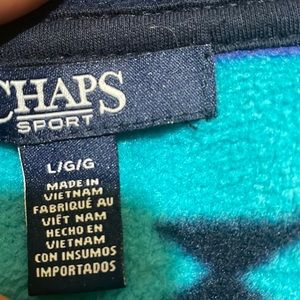 CHAPS
SPORT
L/G/G
MADE IN
VIETNAM
FABRIQUÉ AU
VIÊT NAM
HECHO EN
VIETNAM
CON INSUMOS
IMPORTADOS